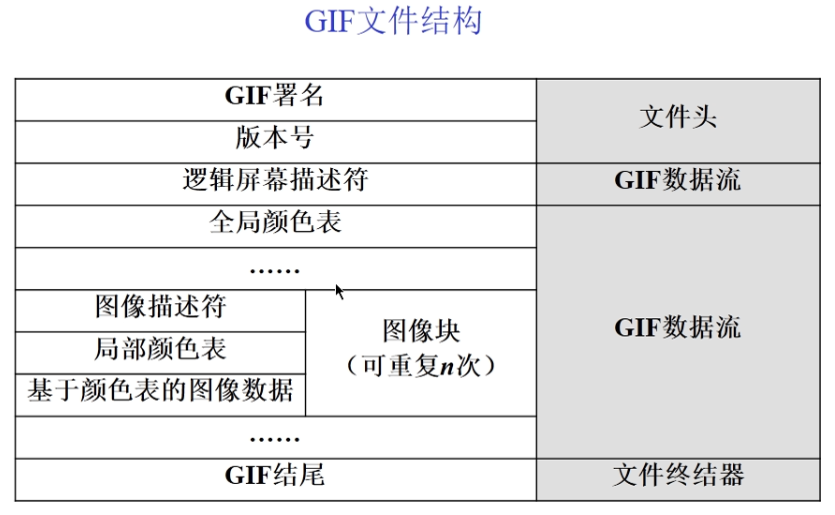 GIF文件结构
GIF署名
文件头
版本号
逻辑屏幕描述符
GIF数据流
全局颜色表
……
图像描述符
图像块
（可重复n次）
GIF数据流
局部颜色表
基于颜色表的图像数据
……
GIF结尾
文件终结器